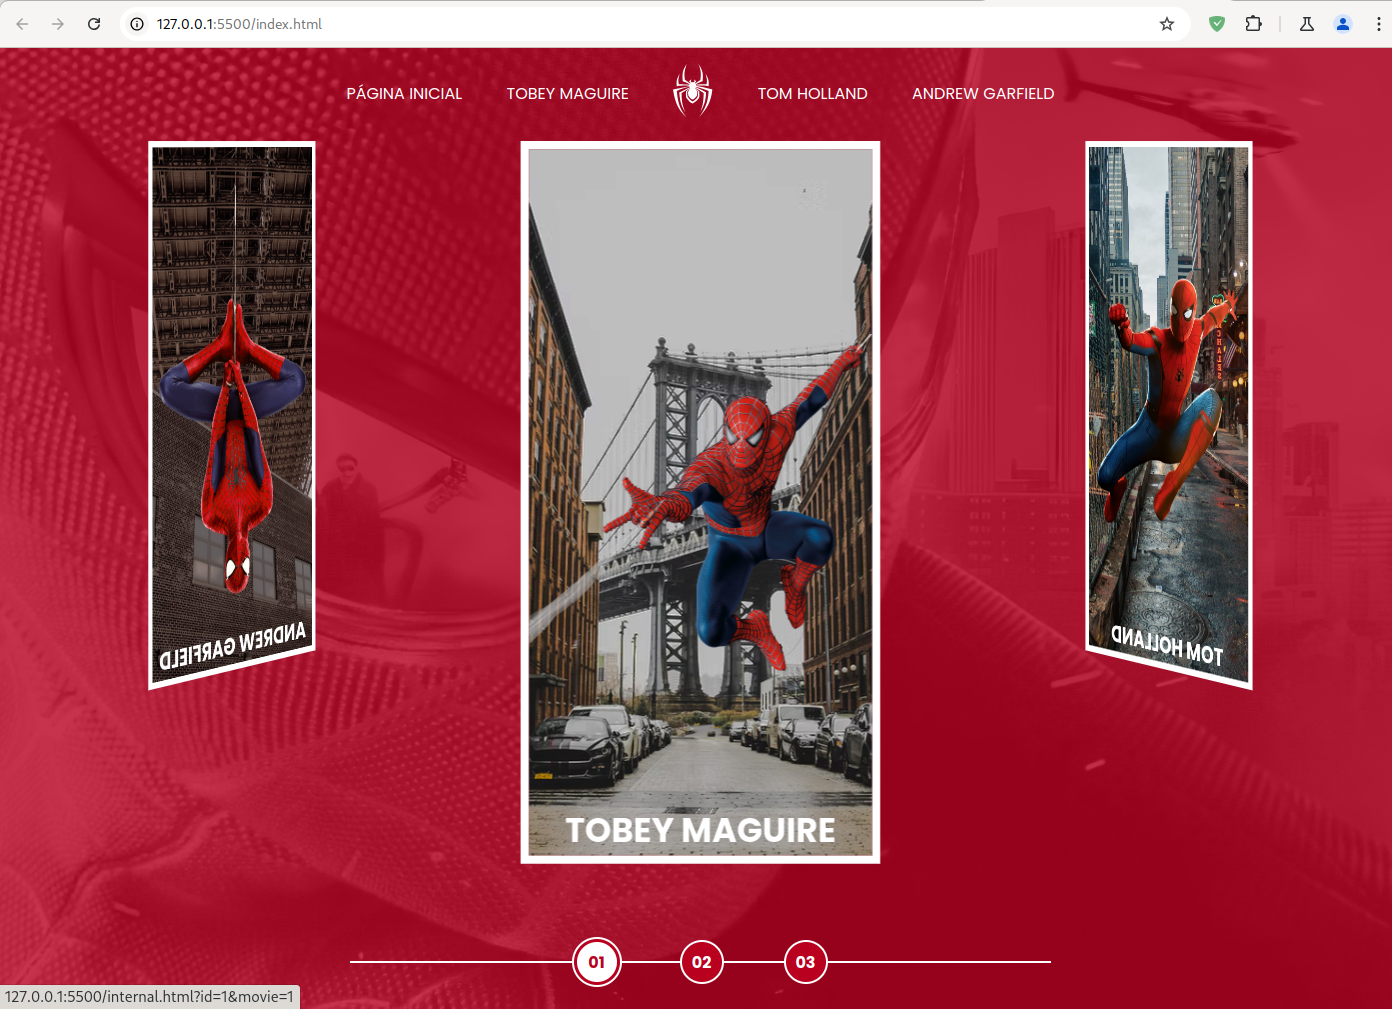 127.0.0.1:5500/index.html
PÁGINA INICIAL
TOBEY MAGUIRE
TOM HOLLAND
ANDREW GARFIELD
ANDREW GARFIELD
TOBEY MAGUIRE
TOM HOLLAND
01
02
03
127.0.0.1:5500/internal.html?id=1&movie=1